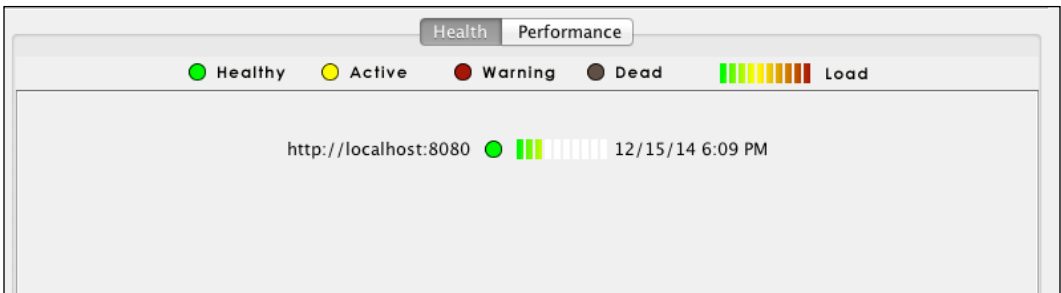 Health Performance
Healthy Active Warning Dead Load
http://localhost:8080 12/15/14 6:09 PM